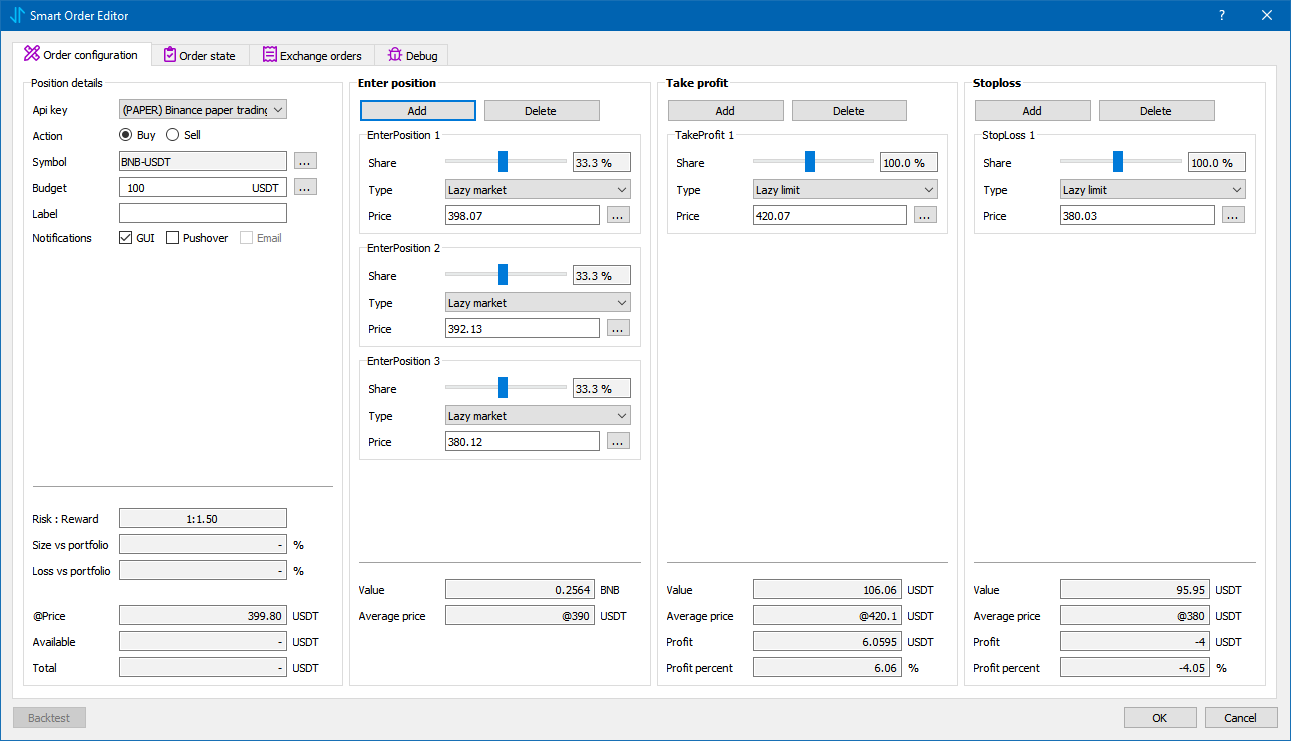 Smart Order Editor
?
Order configuration
Order state
Exchange orders
Debug
Position details
Api key
(PAPER) Binance paper trading
Action
Buy
Sell
Symbol
BNB-USDT
...
Budget
100 USDT
...
Label
Notifications
GUI
Pushover
Email
Risk : Reward
1:1.50
Size vs portfolio
- %
Loss vs portfolio
- %
@Price
399.80 USDT
Available
- USDT
Total
- USDT
Enter position
Add
Delete
EnterPosition 1
Share
33.3 %
Type
Lazy market
Price
398.07
...
EnterPosition 2
Share
33.3 %
Type
Lazy market
Price
392.13
...
EnterPosition 3
Share
33.3 %
Type
Lazy market
Price
380.12
...
Value
0.2564 BNB
Average price
@390 USDT
Take profit
Add
Delete
TakeProfit 1
Share
100.0 %
Type
Lazy limit
Price
420.07
...
Value
106.06 USDT
Average price
@420.1 USDT
Profit
6.0595 USDT
Profit percent
6.06 %
Stoploss
Add
Delete
StopLoss 1
Share
100.0 %
Type
Lazy limit
Price
380.03
...
Value
95.95 USDT
Average price
@380 USDT
Profit
-4 USDT
Profit percent
-4.05 %
Backtest
OK
Cancel